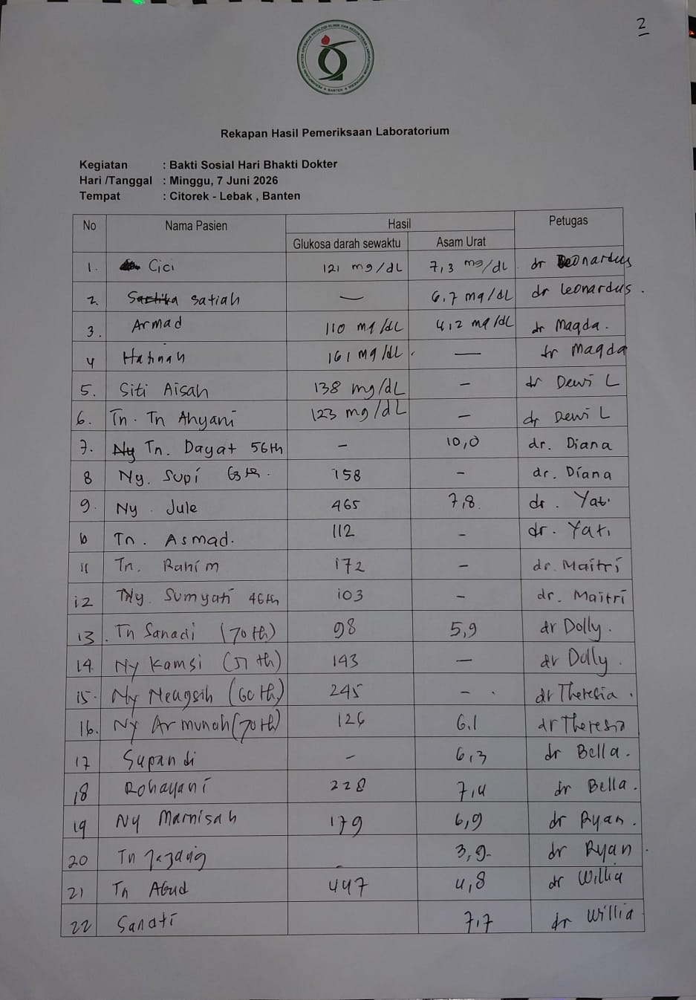 2
Rekapan Hasil Pemeriksaan Laboratorium
Kegiatan : Bakti Sosial Hari Bhakti Dokter
Hari /Tanggal : Minggu, 7 Juni 2026
Tempat : Citorek - Lebak , Banten
No Nama Pasien Hasil Petugas
Glukosa darah sewaktu Asam Urat
1. Cici 121 mg/dL 7,3 mg/dL dr Leonardus
2. Sartika Satiah — 6.7 mg/dL dr Leonardus.
3. Armad 110 mg/dL 4,2 mg/dL dr Magda.
4 161 mg/dL. — dr Magda
5. Siti Aisah 138 mg/dL – dr Dewi L
6. Tn. Tn Ahyani 123 mg/dL – dr Dewi L
7. Ny Tn. Dayat 56th – 10,0 dr. Diana
8 Ny. Supi 158 – dr. Diana
9. Ny. Jule 465 7,8. dr. Yati
10 Tn. Asmad. 112 – dr. Yati
11 Tn. Rahim 172 – dr. Maitri
12 Ny. Sumyati 46th 103 – dr. Maitri
13. Tn Sanadi (70 th) 98 5,9 dr Dolly.
14. Ny Kamsi (51 th) 143 — dr Dolly.
15. Ny (60 th) 245 – dr Theresia.
16. Ny Armunah (70th) 126 6.1 dr Theresia
17 Supandi – 6,3 dr Bella.
18 Rohayani 228 7,4 dr Bella.
19 Ny Marnisah 179 6,9 dr Ryan.
20 Tn – 3,9 dr Ryan.
21 Tn Abud 447 4,8 dr Willia
22 Sanati 7,7 dr Willia